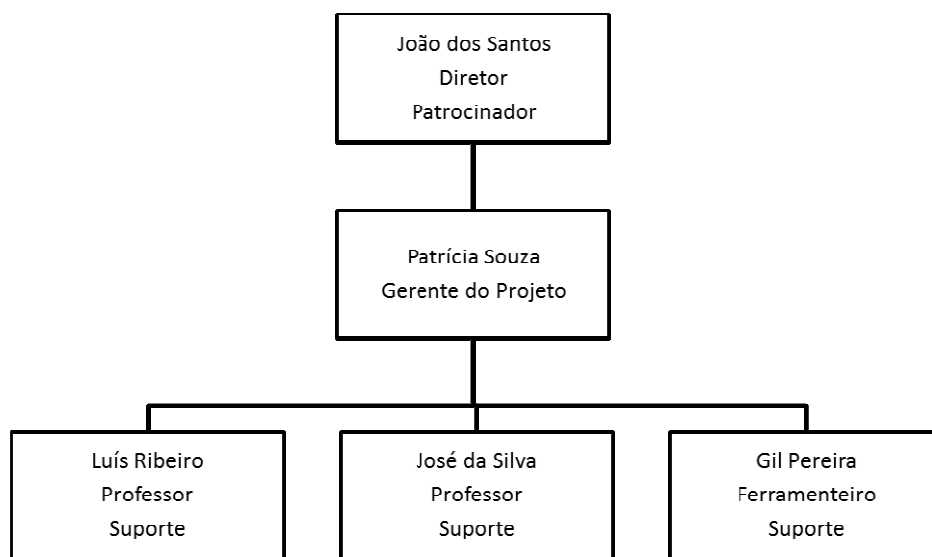 João dos Santos
Diretor
Patrocinador
Patrícia Souza
Gerente do Projeto
Luís Ribeiro
Professor
Suporte
José da Silva
Professor
Suporte
Gil Pereira
Ferramenteiro
Suporte